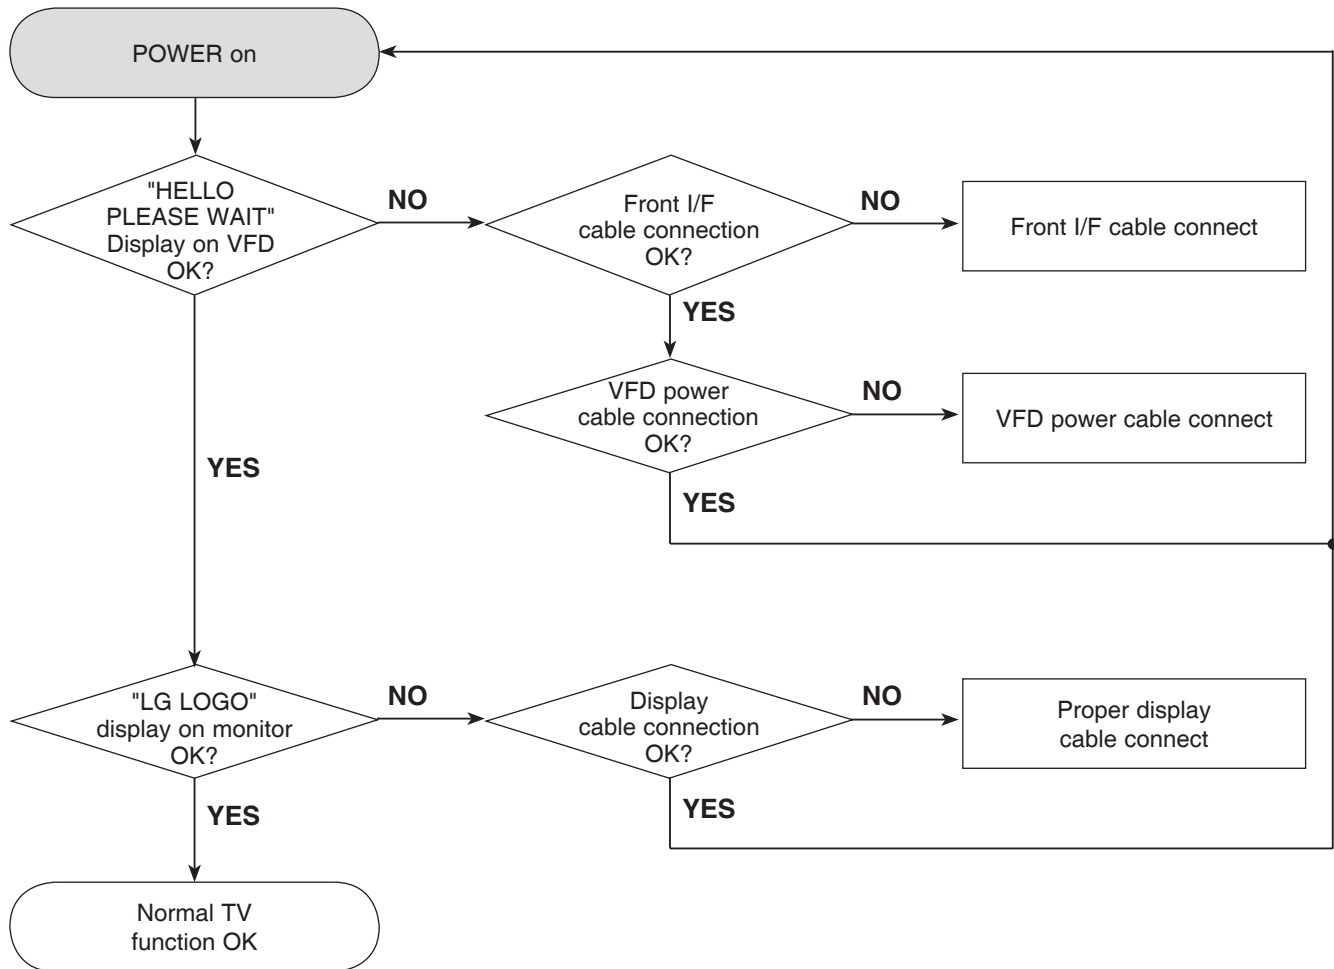 POWER on
"HELLO
PLEASE WAIT"
Display on VFD
OK?
NO
Front I/F
cable connection
OK?
NO
Front I/F cable connect
YES
VFD power
cable connection
OK?
NO
VFD power cable connect
YES
YES
"LG LOGO"
display on monitor
OK?
NO
Display
cable connection
OK?
NO
Proper display
cable connect
YES
YES
Normal TV
function OK